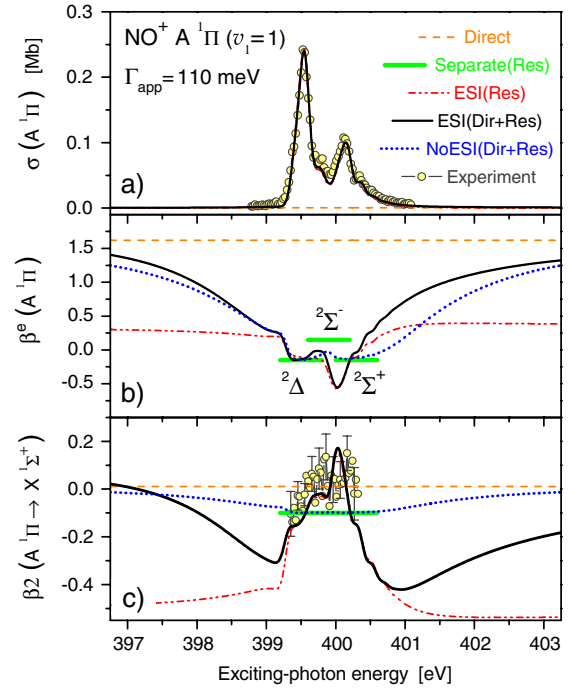 a)
NO⁺ A ¹Π (𝑣₁=1)
Γapp=110 meV
Direct
Separate(Res)
ESI(Res)
ESI(Dir+Res)
NoESI(Dir+Res)
Experiment
σ (A ¹Π) [Mb]
0.3
0.2
0.1
0.0
b)
βᵉ (A ¹Π)
1.5
1.0
0.5
0.0
-0.5
²Σ⁻
²Δ
²Σ⁺
c)
β2 (A ¹Π→ X ¹Σ⁺)
0.2
0.0
-0.2
-0.4
397 398 399 400 401 402 403
Exciting-photon energy [eV]